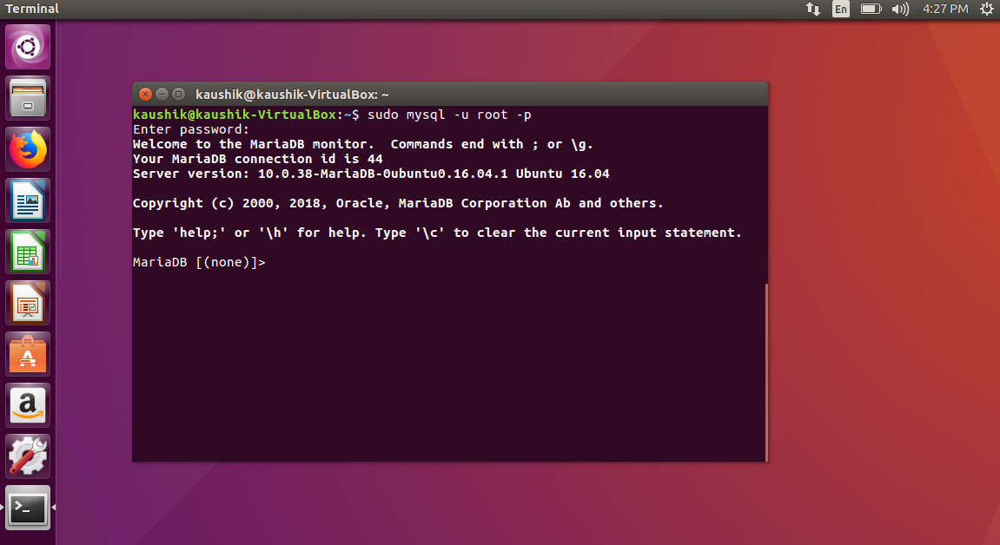 Terminal
En
4:27 PM
kaushik@kaushik-VirtualBox: ~
kaushik@kaushik-VirtualBox:~$ sudo mysql -u root -p
Enter password:
Welcome to the MariaDB monitor.  Commands end with ; or \g.
Your MariaDB connection id is 44
Server version: 10.0.38-MariaDB-0ubuntu0.16.04.1 Ubuntu 16.04
Copyright (c) 2000, 2018, Oracle, MariaDB Corporation Ab and others.
Type 'help;' or '\h' for help. Type '\c' to clear the current input statement.
MariaDB [(none)]>